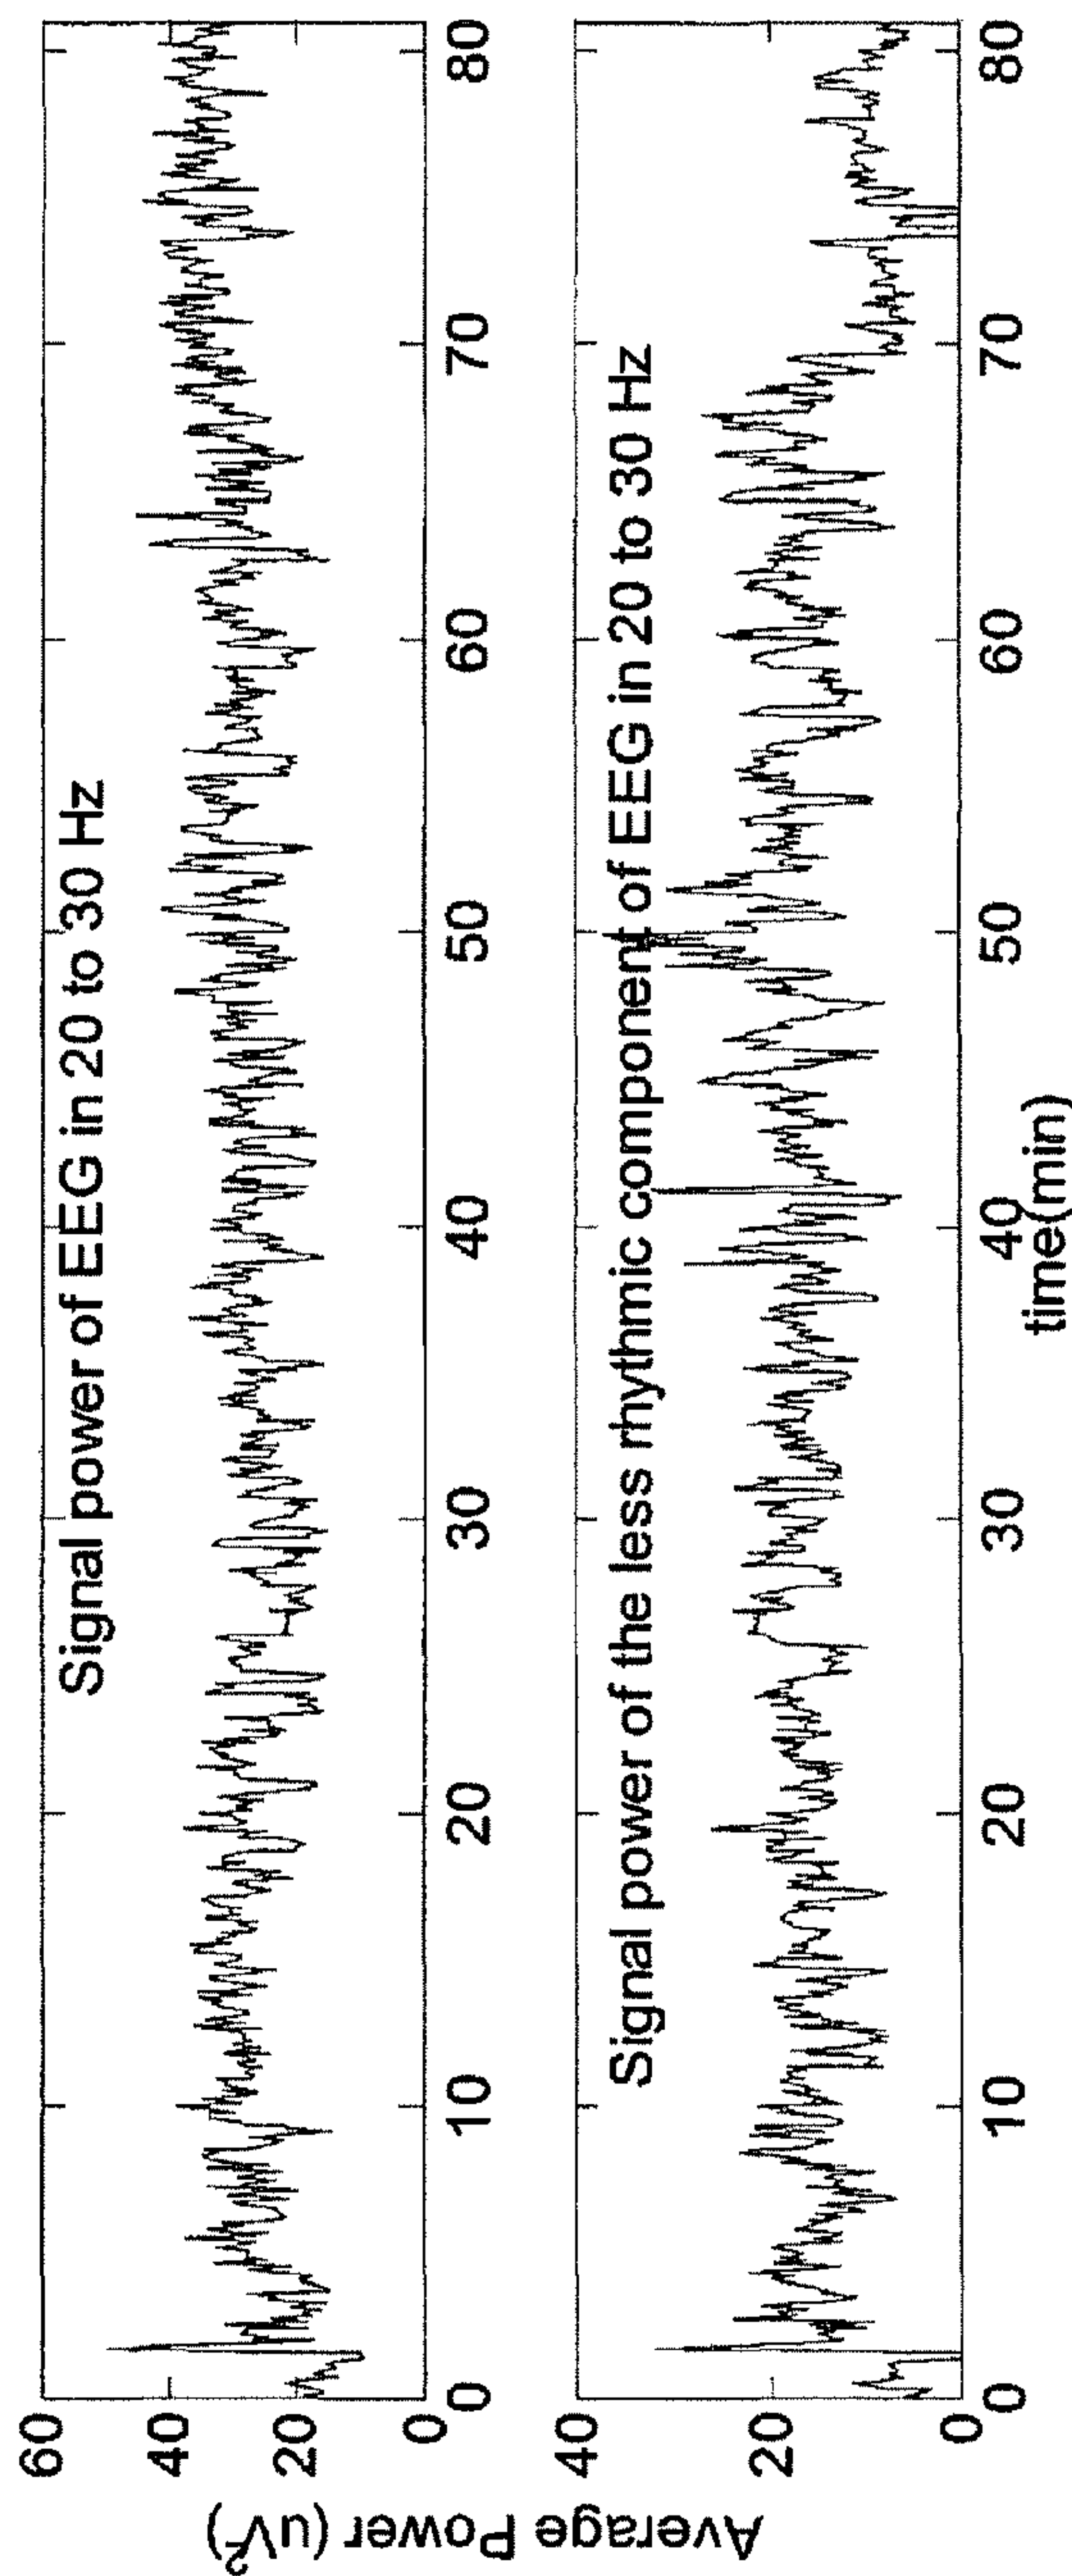 Signal power of EEG in 20 to 30 Hz
60
40
20
0
0 10 20 30 40 50 60 70 80
Signal power of the less rhythmic component of EEG in 20 to 30 Hz
40
20
0
0 10 20 30 40 50 60 70 80
time(min)
Average Power (uV²)